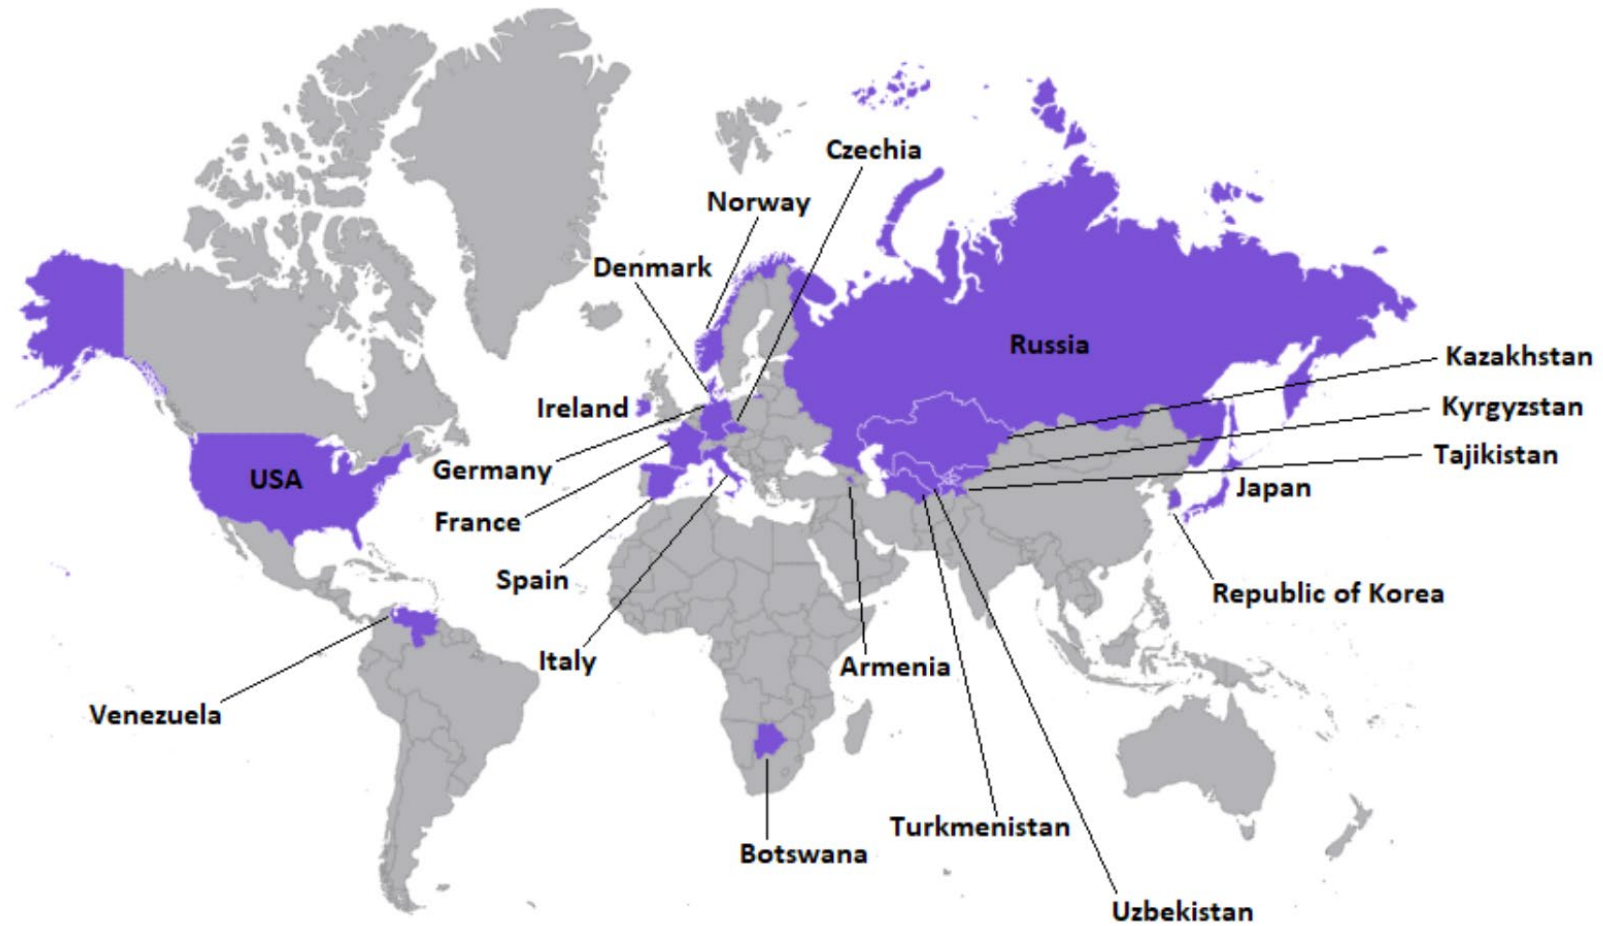 Czechia
Norway
Denmark
Russia
Kazakhstan
Ireland
Kyrgyzstan
Germany
Tajikistan
USA
Japan
France
Spain
Republic of Korea
Italy
Armenia
Venezuela
Turkmenistan
Botswana
Uzbekistan